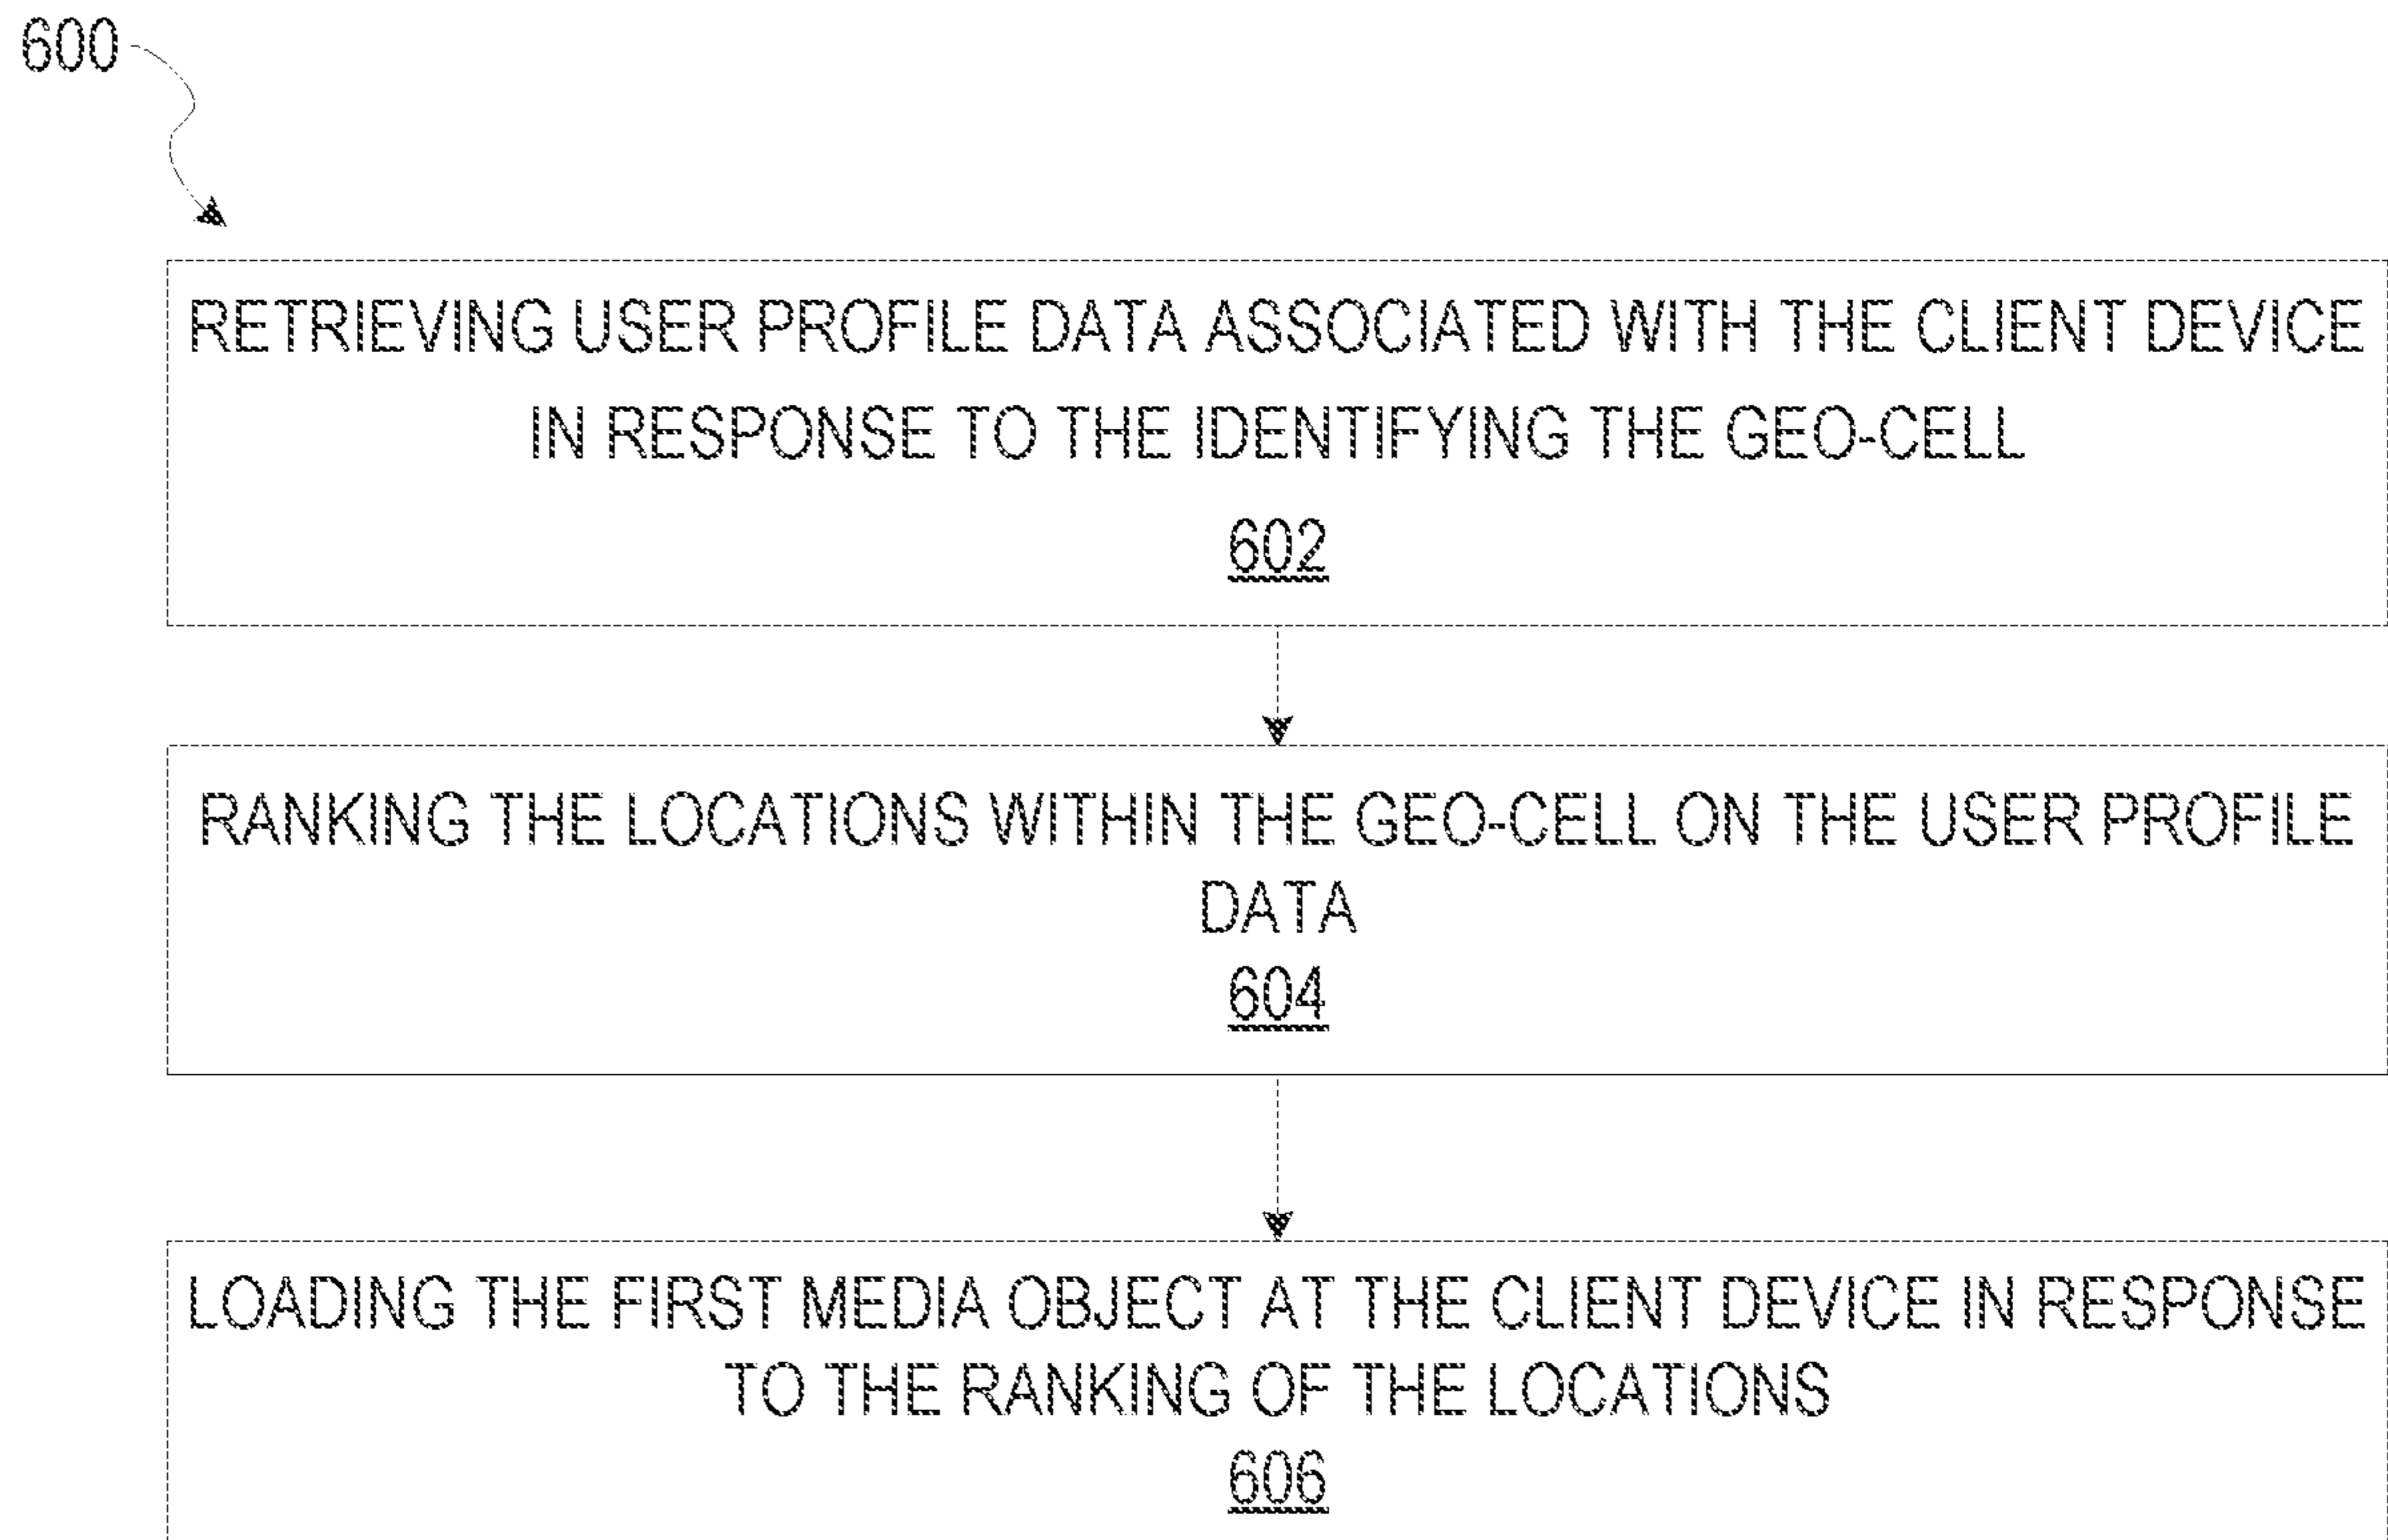 600
RETRIEVING USER PROFILE DATA ASSOCIATED WITH THE CLIENT DEVICE
IN RESPONSE TO THE IDENTIFYING THE GEO-CELL
602
RANKING THE LOCATIONS WITHIN THE GEO-CELL ON THE USER PROFILE
DATA
604
LOADING THE FIRST MEDIA OBJECT AT THE CLIENT DEVICE IN RESPONSE
TO THE RANKING OF THE LOCATIONS
606